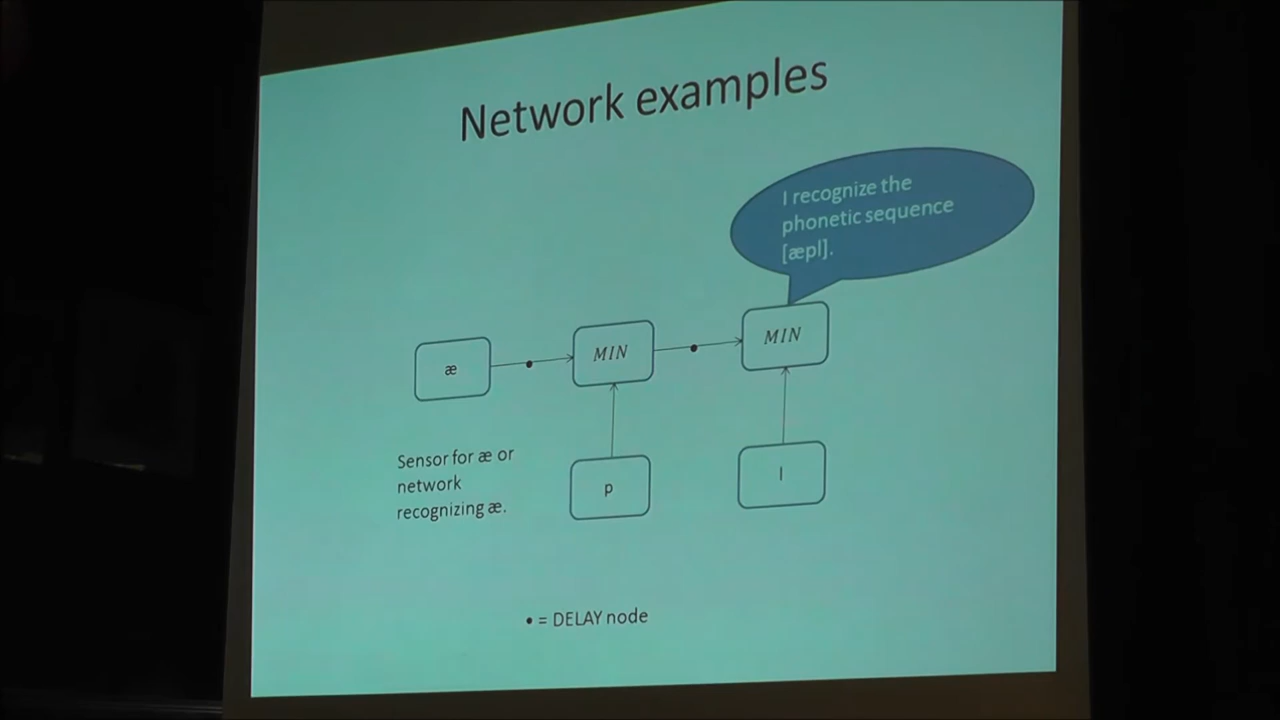 Network examples
I recognize the
phonetic sequence
[æpl].
æ
MIN
MIN
Sensor for æ or
network
recognizing æ.
p
l
• = DELAY node